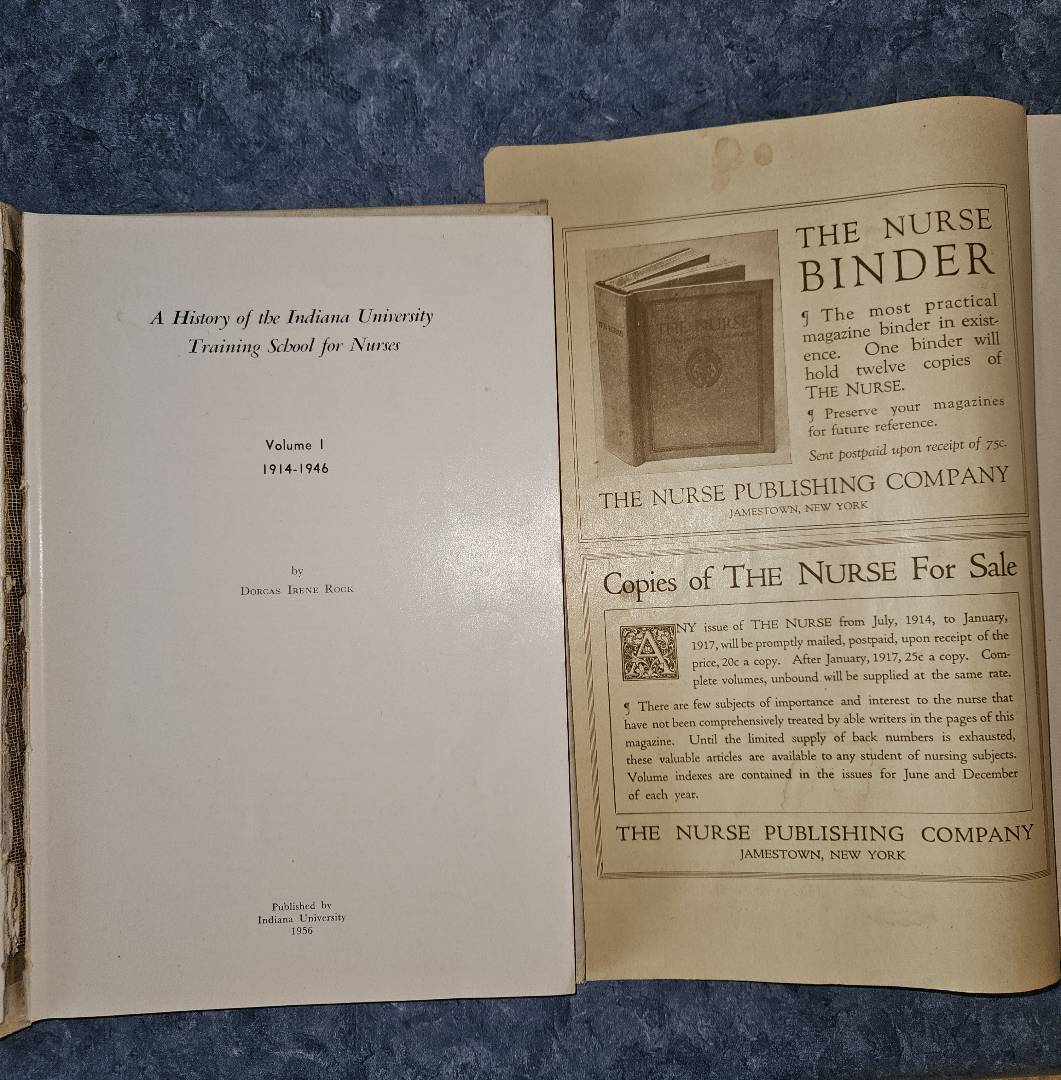 A History of the Indiana University
Training School for Nurses
Volume I
1914-1946
by
DORCAS IRENE ROCK
Published by
Indiana University
1956
THE NURSE
BINDER
¶ The most practical
magazine binder in exist-
ence. One binder will
hold twelve copies of
THE NURSE.
¶ Preserve your magazines
for future reference.
Sent postpaid upon receipt of 75c.
THE NURSE
THE NURSE
THE NURSE PUBLISHING COMPANY
JAMESTOWN, NEW YORK
Copies of THE NURSE For Sale
ANY issue of THE NURSE from July, 1914, to January,
1917, will be promptly mailed, postpaid, upon receipt of the
price, 20c a copy. After January, 1917, 25c a copy. Com-
plete volumes, unbound will be supplied at the same rate.
¶ There are few subjects of importance and interest to the nurse that
have not been comprehensively treated by able writers in the pages of this
magazine. Until the limited supply of back numbers is exhausted,
these valuable articles are available to any student of nursing subjects.
Volume indexes are contained in the issues for June and December
of each year.
THE NURSE PUBLISHING COMPANY
JAMESTOWN, NEW YORK